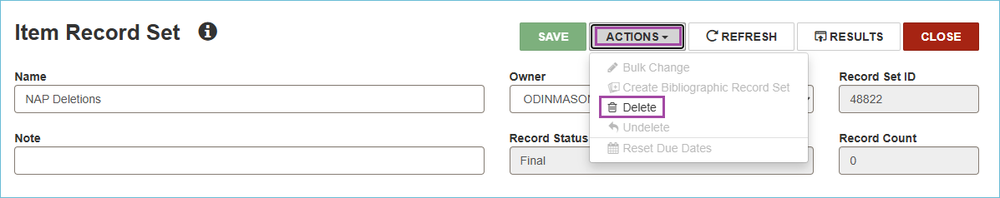 Item Record Set
SAVE
ACTIONS
REFRESH
RESULTS
CLOSE
Bulk Change
Create Bibliographic Record Set
Delete
Undelete
Reset Due Dates
Name
NAP Deletions
Owner
Record Set ID
48822
Note
Record Status
Final
Record Count
0